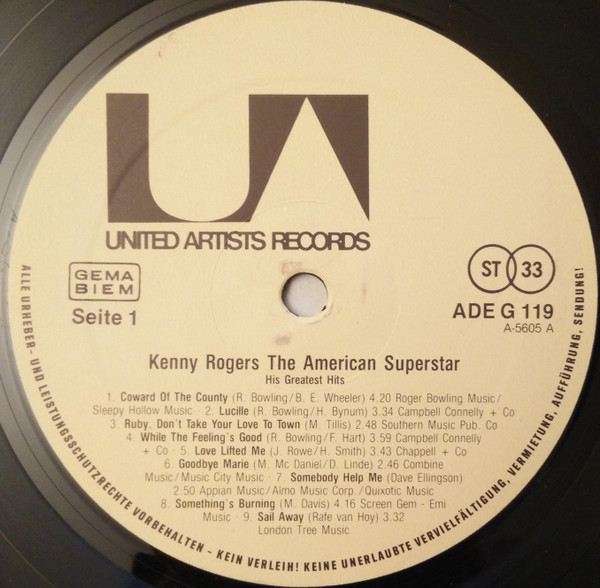 UA
UNITED ARTISTS RECORDS
GEMA
BIEM
Seite 1
ST 33
ADE G 119
A-5605 A
Kenny Rogers The American Superstar
His Greatest Hits
1. Coward Of The County (R. Bowling/B. E. Wheeler) 4.20 Roger Bowling Music/
Sleepy Hollow Music · 2. Lucille (R. Bowling/H. Bynum) 3.34 Campbell Connelly + Co
3. Ruby, Don't Take Your Love To Town (M. Tillis) 2.48 Southern Music Pub. Co
4. While The Feeling's Good (R. Bowling/F. Hart) 3.59 Campbell Connelly
+ Co · 5. Love Lifted Me (J. Rowe/H. Smith) 3.43 Chappell + Co
6. Goodbye Marie (M. Mc Daniel/D. Linde) 2.46 Combine
Music/Music City Music · 7. Somebody Help Me (Dave Ellingson)
2.50 Appian Music/Almo Music Corp./Quixotic Music
8. Something's Burning (M. Davis) 4.16 Screen Gem - Emi
Music · 9. Sail Away (Rafe van Hoy) 3.32
London Tree Music
ALLE URHEBER- UND LEISTUNGSSCHUTZRECHTE VORBEHALTEN - KEIN VERLEIH! KEINE UNERLAUBTE VERVIELFÄLTIGUNG, VERMIETUNG, AUFFÜHRUNG, SENDUNG!